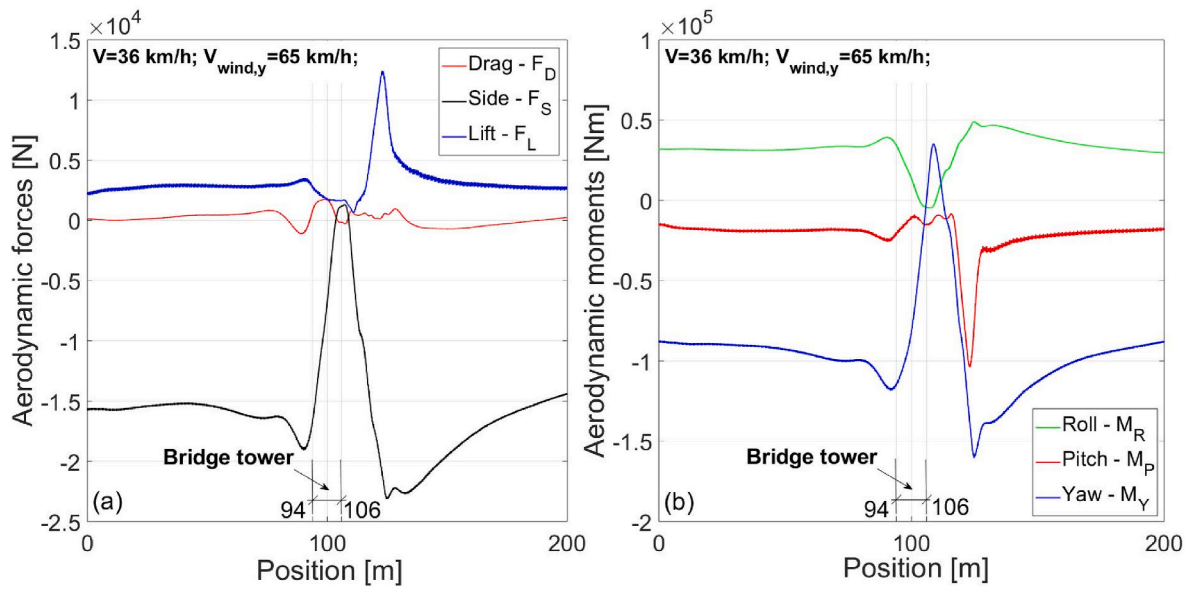 ×10⁴
V=36 km/h; V_wind,y=65 km/h;
Drag - F_D
Side - F_S
Lift - F_L
Aerodynamic forces [N]
1.5
1
0.5
0
-0.5
-1
-1.5
-2
-2.5
Bridge tower
94
106
(a)
0
100
200
Position [m]
×10⁵
V=36 km/h; V_wind,y=65 km/h;
Aerodynamic moments [Nm]
1
0.5
0
-0.5
-1
-1.5
-2
Roll - M_R
Pitch - M_P
Yaw - M_Y
Bridge tower
94
106
(b)
0
100
200
Position [m]